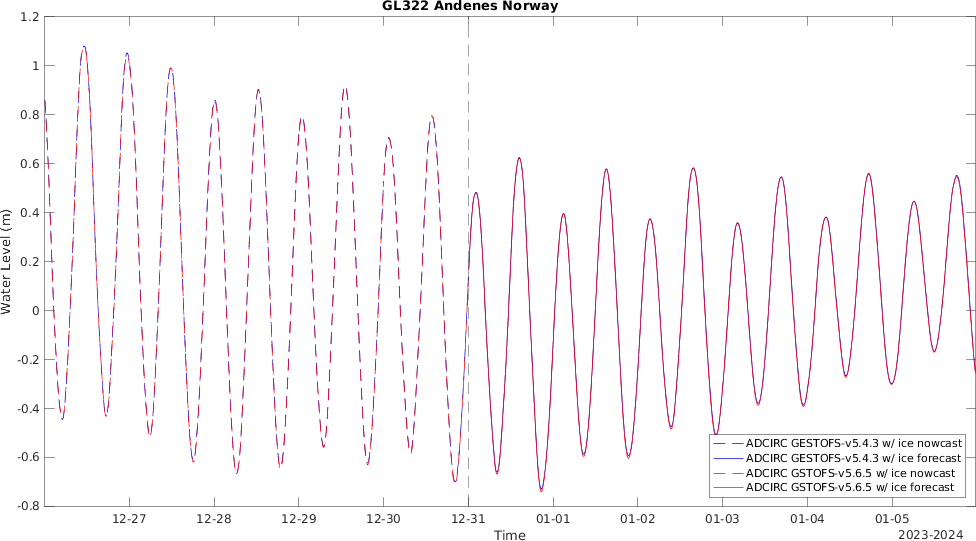 GL322 Andenes Norway
1.2
1
0.8
0.6
0.4
0.2
0
-0.2
-0.4
-0.6
-0.8
Water Level (m)
12-27 12-28 12-29 12-30 12-31 01-01 01-02 01-03 01-04 01-05
Time
2023-2024
ADCIRC GESTOFS-v5.4.3 w/ ice nowcast
ADCIRC GESTOFS-v5.4.3 w/ ice forecast
ADCIRC GSTOFS-v5.6.5 w/ ice nowcast
ADCIRC GSTOFS-v5.6.5 w/ ice forecast